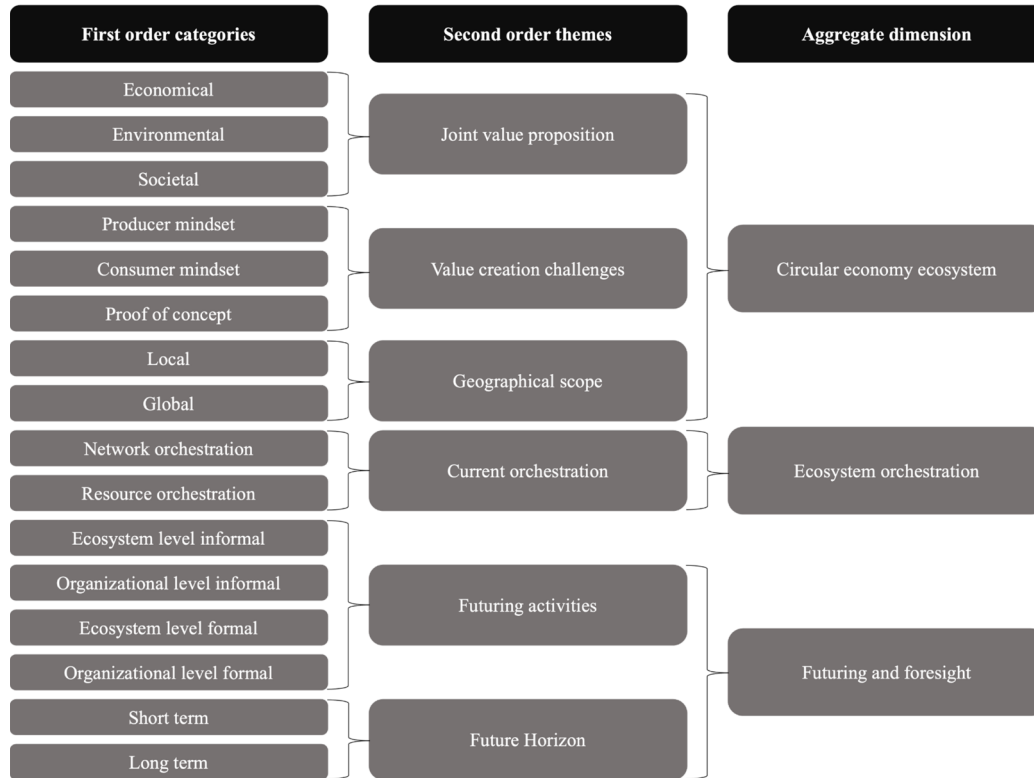 First order categories
Second order themes
Aggregate dimension
Economical
Environmental
Societal
Joint value proposition
Producer mindset
Consumer mindset
Proof of concept
Value creation challenges
Local
Global
Geographical scope
Circular economy ecosystem
Network orchestration
Resource orchestration
Current orchestration
Ecosystem orchestration
Ecosystem level informal
Organizational level informal
Ecosystem level formal
Organizational level formal
Futuring activities
Short term
Long term
Future Horizon
Futuring and foresight